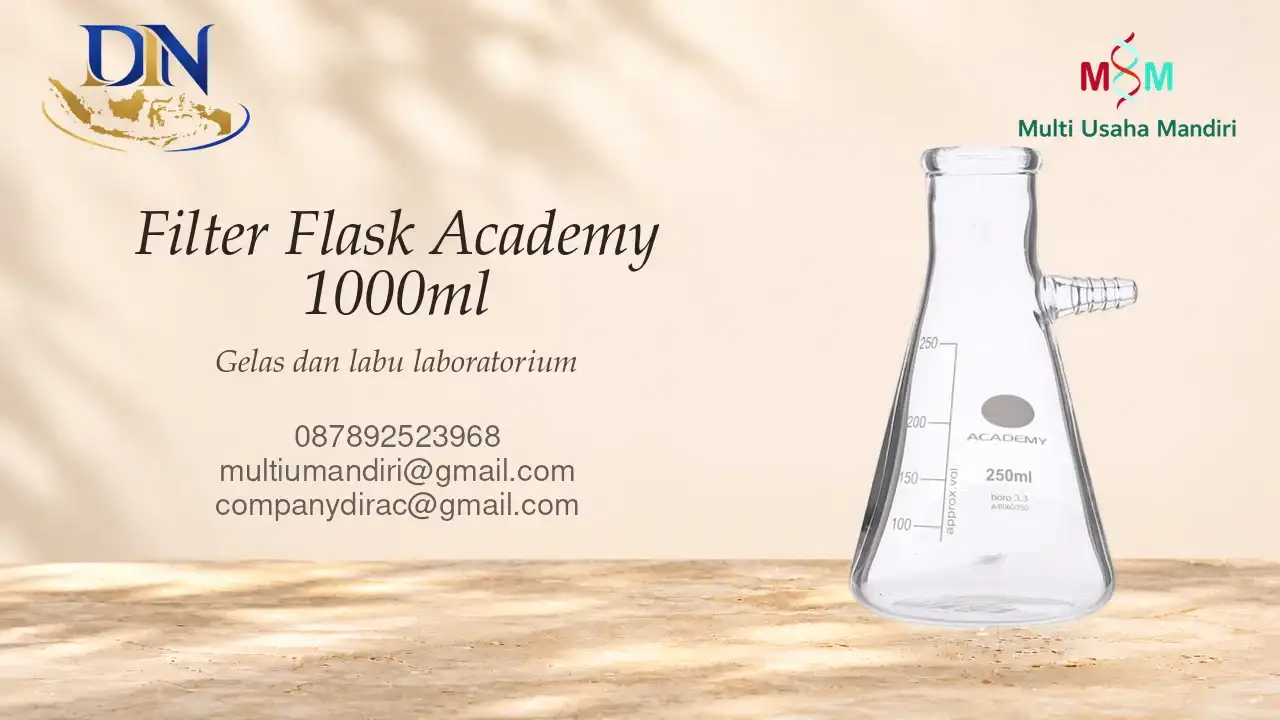 DIN
M M
Multi Usaha Mandiri
Filter Flask Academy
1000ml
Gelas dan labu laboratorium
087892523968
multiumandiri@gmail.com
companydirac@gmail.com
250
200
150
100
approx.vol
ACADEMY
250ml
boro 3.3